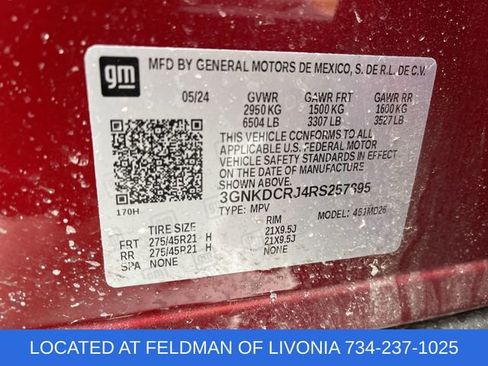 gm
MFD BY GENERAL MOTORS DE MEXICO, S. DE R.L. DE C.V.
05/24 GVWR GAWR FRT GAWR RR
2950 KG 1500 KG 1600 KG
6504 LB 3307 LB 3527 LB
THIS VEHICLE CONFORMS TO ALL
APPLICABLE U.S. FEDERAL MOTOR
VEHICLE SAFETY STANDARDS IN EFFECT
ON THE DATE OF MANUFACTURE SHOWN ABOVE.
170H
TYPE: MPV MODEL:
TIRE SIZE RIM
FRT 275/45R21 H 21X9.5J
RR 275/45R21 H 21X9.5J
SPA NONE NONE
LOCATED AT FELDMAN OF LIVONIA 734-237-1025